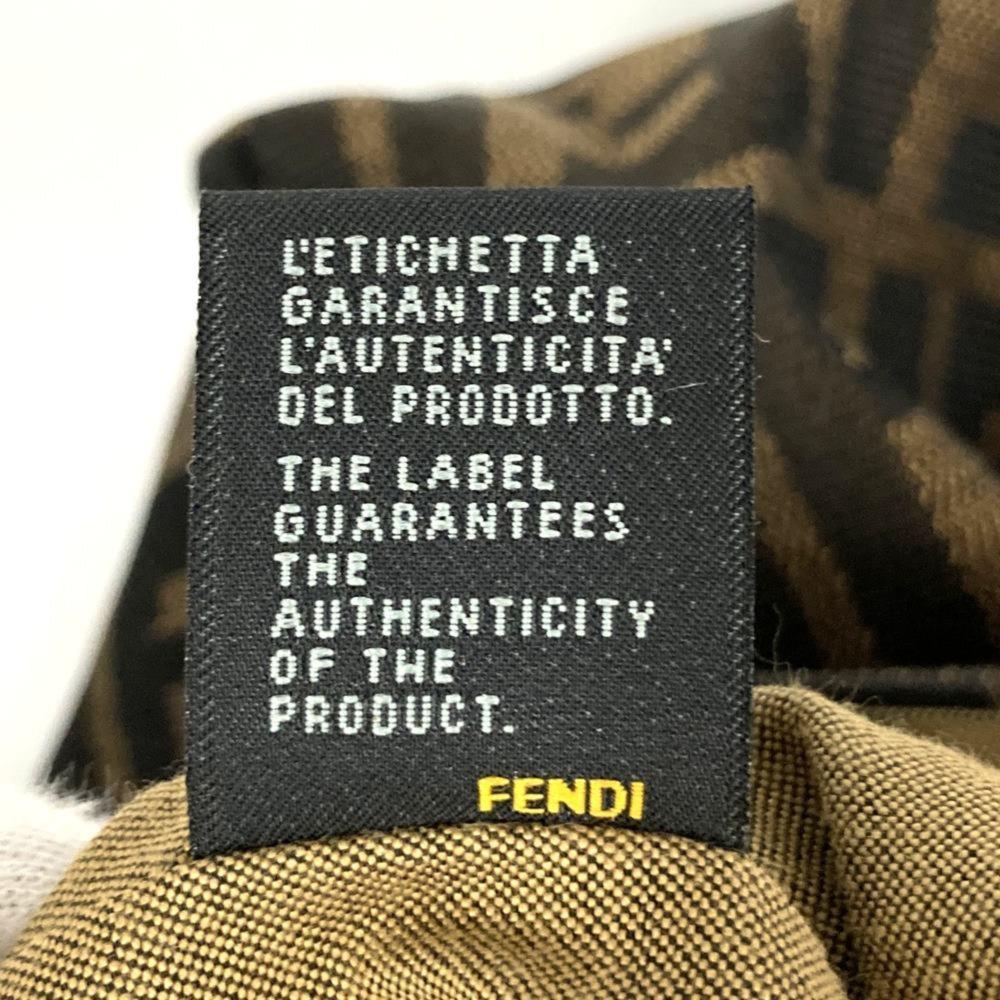 L'ETICHETTA
GARANTISCE
L'AUTENTICITA'
DEL PRODOTTO.
THE LABEL
GUARANTEES
THE
AUTHENTICITY
OF THE
PRODUCT.
FENDI